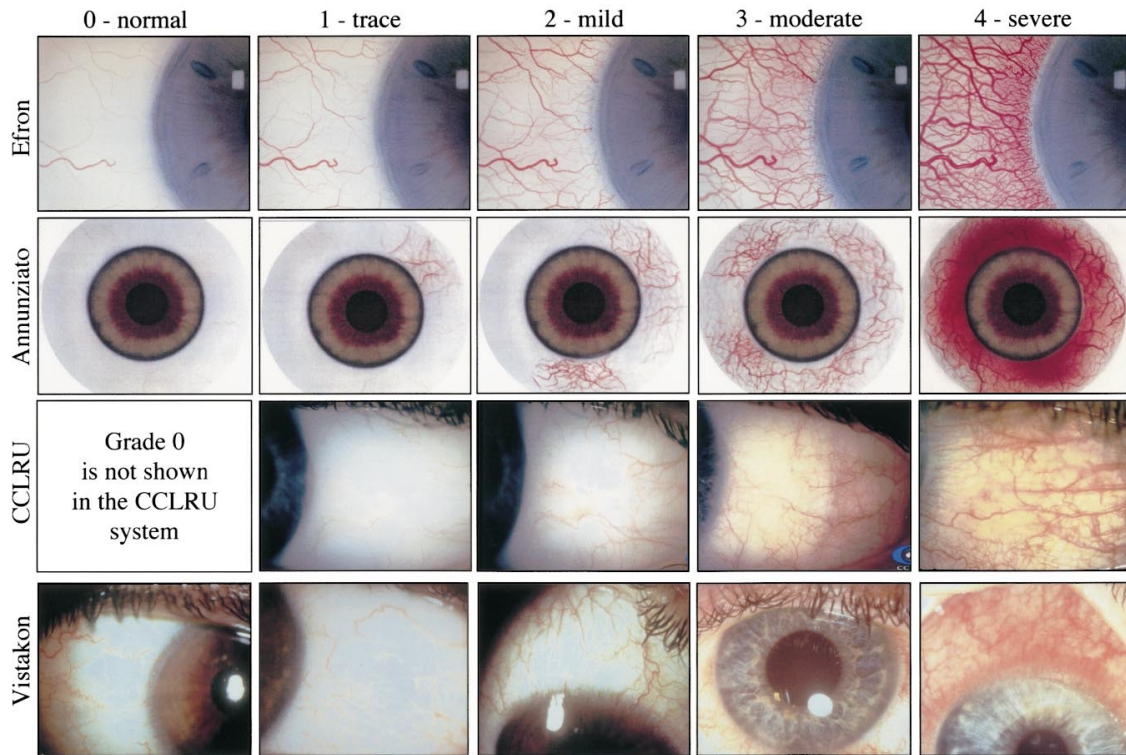 0 - normal
1 - trace
2 - mild
3 - moderate
4 - severe
Efron
Annunziato
CCLRU
Grade 0
is not shown
in the CCLRU
system
CC
Vistakon